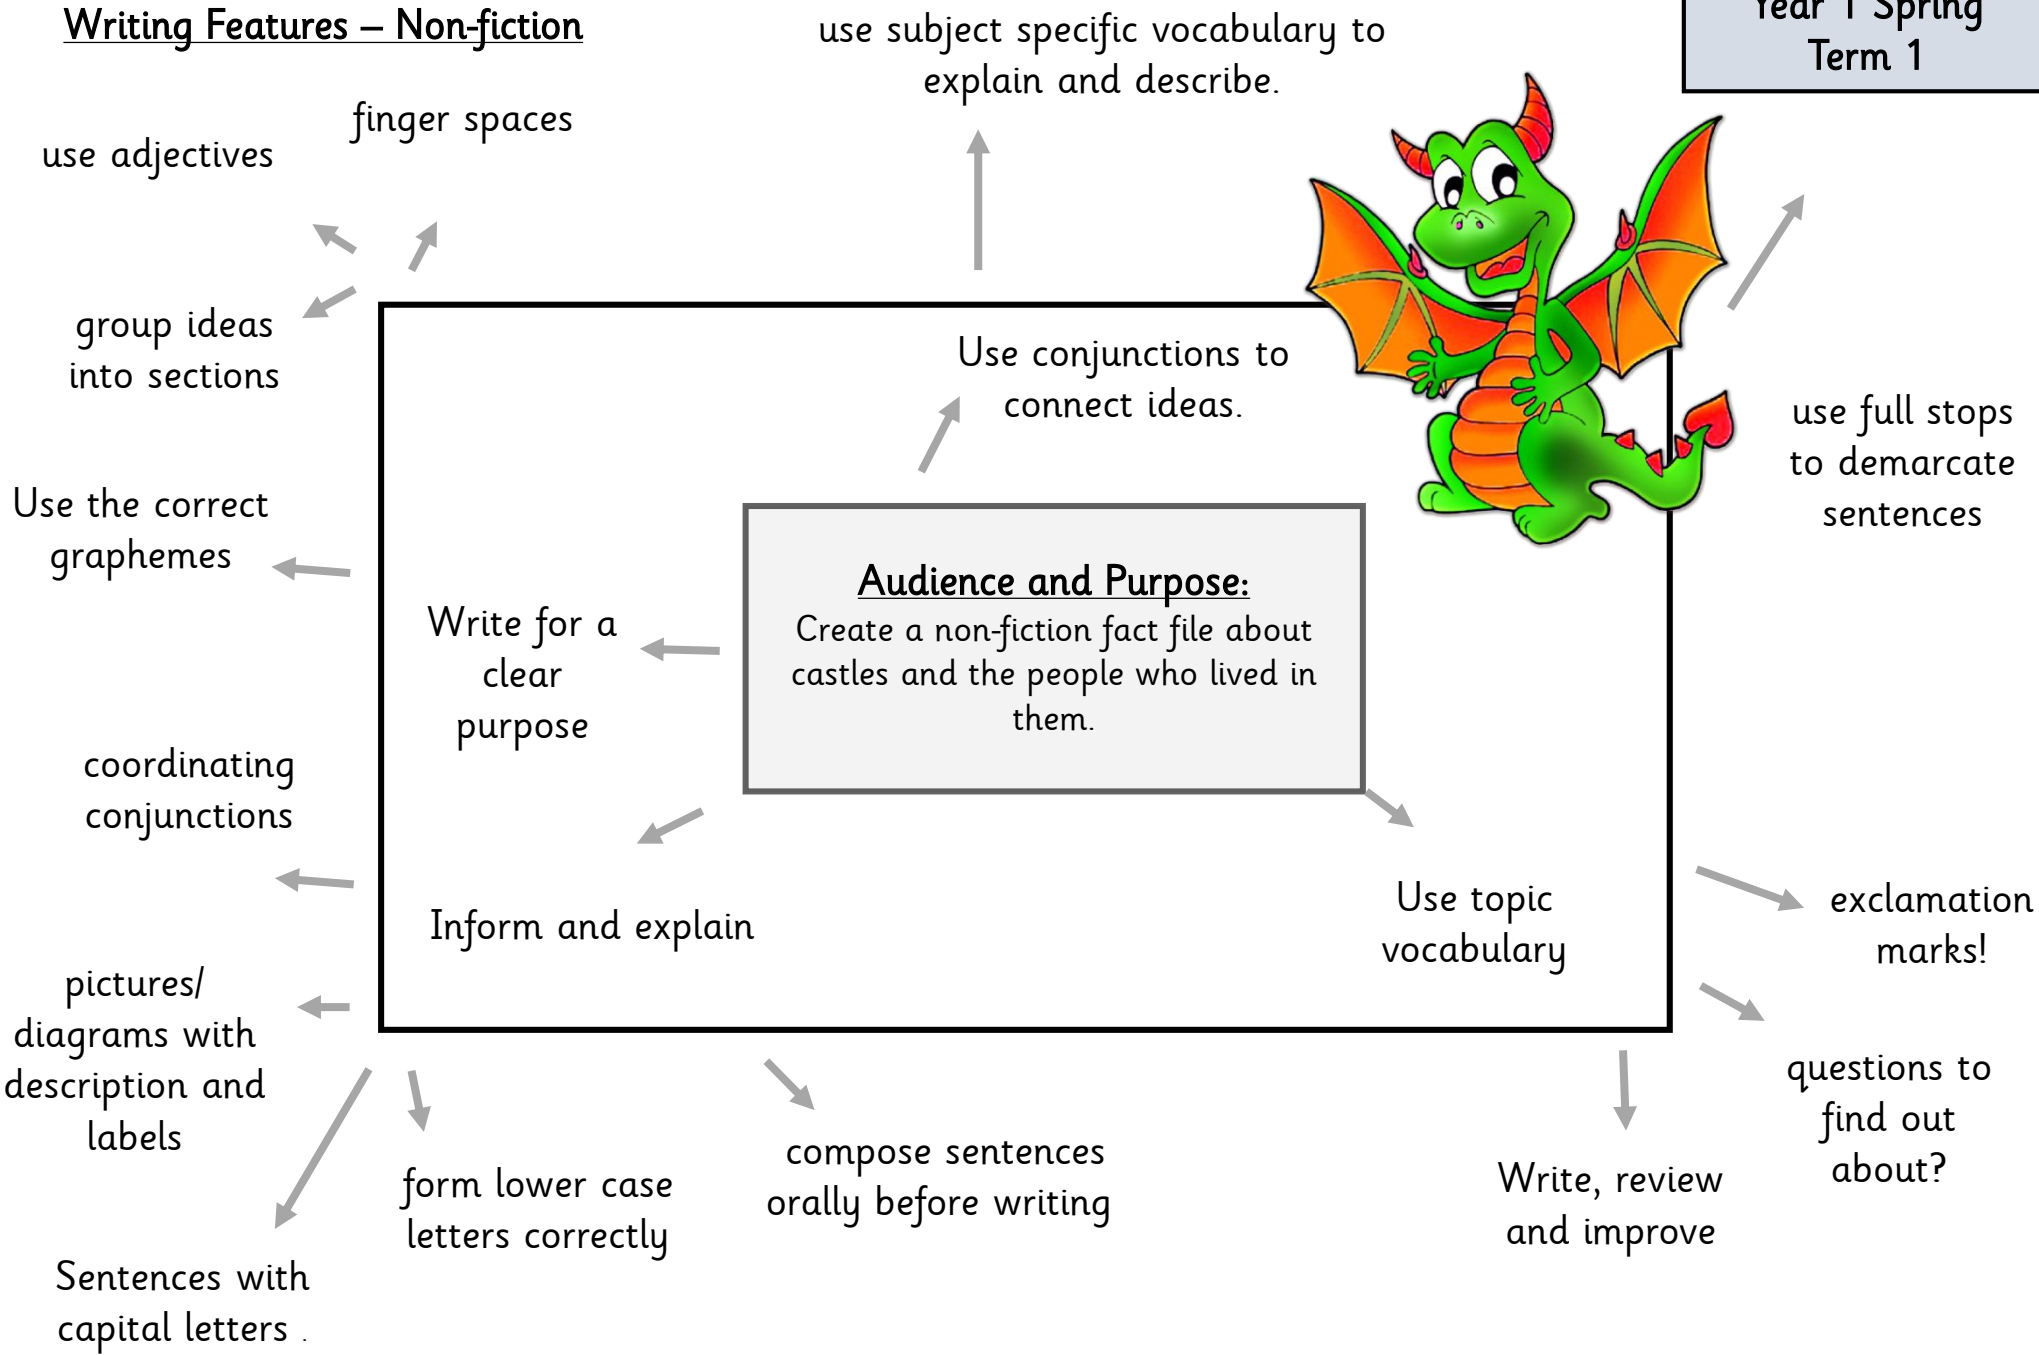 Writing Features – Non-fiction
use subject specific vocabulary to
explain and describe.
Year 1 Spring
Term 1
finger spaces
use adjectives
group ideas
into sections
Use conjunctions to
connect ideas.
use full stops
to demarcate
sentences
Use the correct
graphemes
Audience and Purpose:
Create a non-fiction fact file about
castles and the people who lived in
them.
Write for a
clear
purpose
coordinating
conjunctions
Inform and explain
Use topic
vocabulary
exclamation
marks!
pictures/
diagrams with
description and
labels
questions to
find out
about?
compose sentences
orally before writing
Write, review
and improve
form lower case
letters correctly
Sentences with
capital letters .